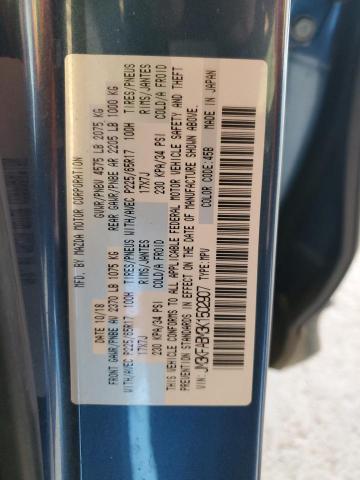 MFD. BY MAZDA MOTOR CORPORATION
10/18 GVWR/PNBV 4575 LB 2075 KG
FRONT GAWR/PNBE AV 2370 LB 1075 KG REAR GAWR/PNBE AR 2205 LB 1000 KG
WITH/AVEC P225/65R17 100H TIRES/PNEUS WITH/AVEC P225/65R17 100H TIRES/PNEUS
17X7J RIMS/JANTES 17X7J RIMS/JANTES
230 KPA/34 PSI COLD/A FROID 230 KPA/34 PSI COLD/A FROID
THIS VEHICLE CONFORMS TO ALL APPLICABLE FEDERAL MOTOR VEHICLE SAFETY AND THEFT
PREVENTION STANDARDS IN EFFECT ON THE DATE OF MANUFACTURE SHOWN ABOVE.
VIN: TYPE: MPV COLOR CODE: 45B MADE IN JAPAN